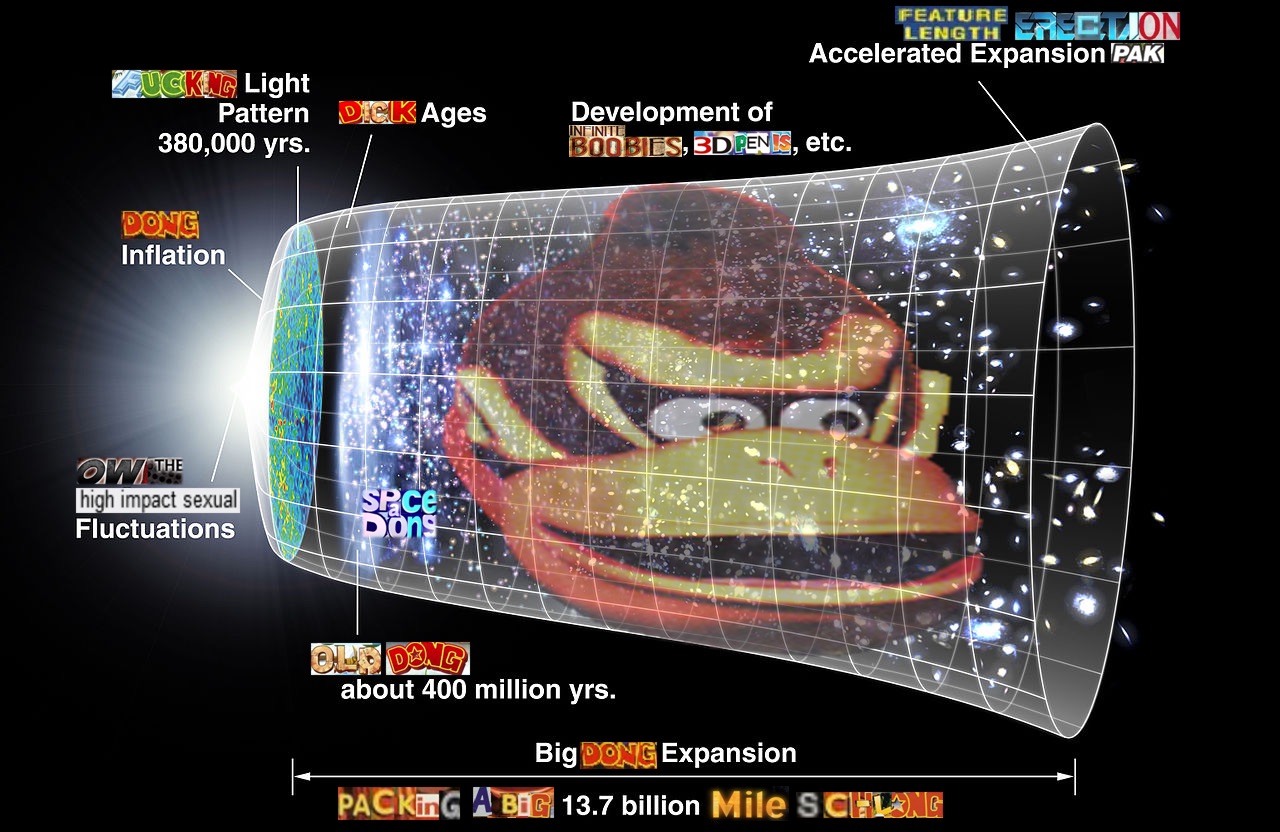 FEATURE LENGTH ERECTION
Accelerated Expansion PAK
FUCKING Light
Pattern
380,000 yrs.
DICK Ages
Development of
INFINITE BOOBIES, 3D PENIS, etc.
DONG
Inflation
OW! THE
high impact sexual
Fluctuations
SPace
Dong
OLD DONG
about 400 million yrs.
Big DONG Expansion
PACKinG A BiG 13.7 billion Mile SCHLONG